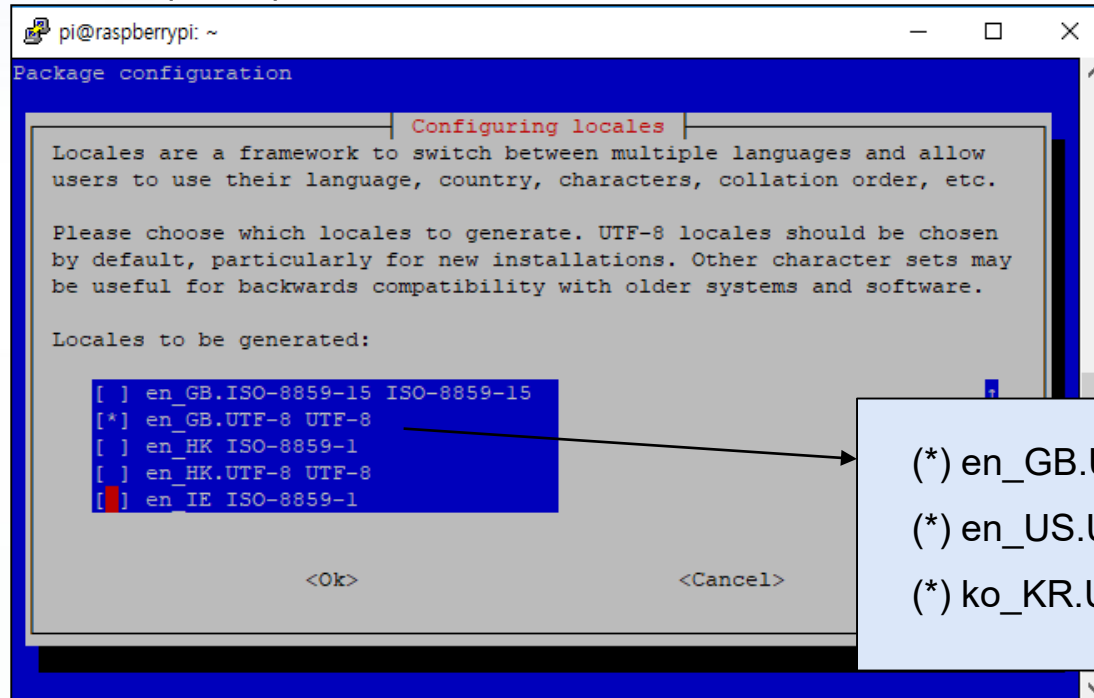 pi@raspberrypi: ~
Package configuration
Configuring locales
Locales are a framework to switch between multiple languages and allow
users to use their language, country, characters, collation order, etc.
Please choose which locales to generate. UTF-8 locales should be chosen
by default, particularly for new installations. Other character sets may
be useful for backwards compatibility with older systems and software.
Locales to be generated:
[ ] en_GB.ISO-8859-15 ISO-8859-15
[*] en_GB.UTF-8 UTF-8
[ ] en_HK ISO-8859-1
[ ] en_HK.UTF-8 UTF-8
[ ] en_IE ISO-8859-1
<Ok> <Cancel>
(*) en_GB.U
(*) en_US.U
(*) ko_KR.U